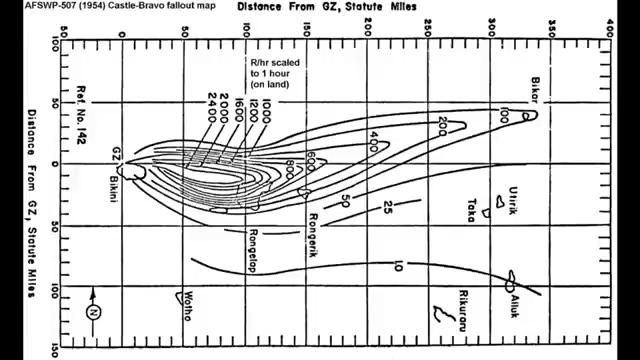 AFSWP-507 (1954) Castle-Bravo fallout map
Distance From GZ, Statute Miles
50
0
50
100
150
200
250
300
350
400
100
50
0
50
100
150
Distance From GZ, Statute Miles
Ref. No. 142
R/hr scaled
to 1 hour
(on land)
2400
2000
1600
1200
1000
800
600
400
200
100
50
25
10
GZ
Bikini
Bikar
Utirik
Taka
Rongerik
Rongelap
Wotho
Rikuraru
Ailuk
N